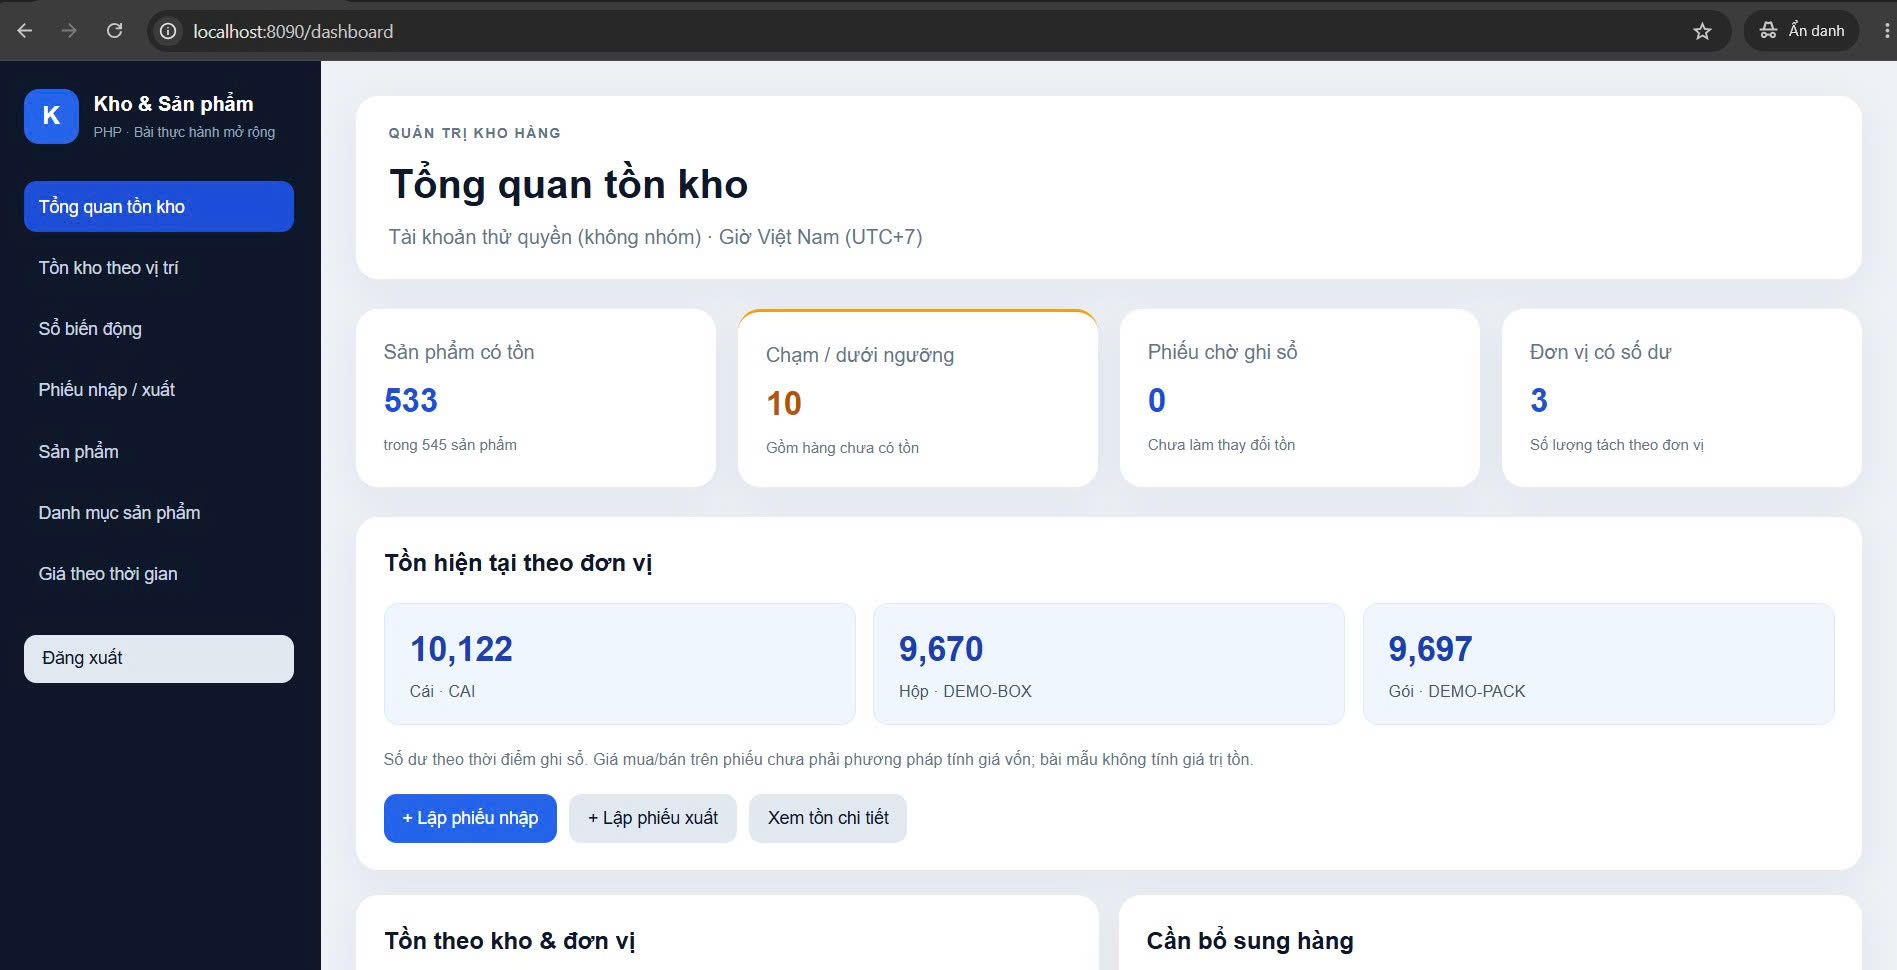 localhost:8090/dashboard
Ẩn danh
K
Kho & Sản phẩm
PHP · Bài thực hành mở rộng
Tổng quan tồn kho
Tồn kho theo vị trí
Sổ biến động
Phiếu nhập / xuất
Sản phẩm
Danh mục sản phẩm
Giá theo thời gian
Đăng xuất
QUẢN TRỊ KHO HÀNG
Tổng quan tồn kho
Tài khoản thử quyền (không nhóm) · Giờ Việt Nam (UTC+7)
Sản phẩm có tồn
533
trong 545 sản phẩm
Chạm / dưới ngưỡng
10
Gồm hàng chưa có tồn
Phiếu chờ ghi sổ
0
Chưa làm thay đổi tồn
Đơn vị có số dư
3
Số lượng tách theo đơn vị
Tồn hiện tại theo đơn vị
10,122
Cái · CAI
9,670
Hộp · DEMO-BOX
9,697
Gói · DEMO-PACK
Số dư theo thời điểm ghi sổ. Giá mua/bán trên phiếu chưa phải phương pháp tính giá vốn; bài mẫu không tính giá trị tồn.
+ Lập phiếu nhập
+ Lập phiếu xuất
Xem tồn chi tiết
Tồn theo kho & đơn vị
Cần bổ sung hàng